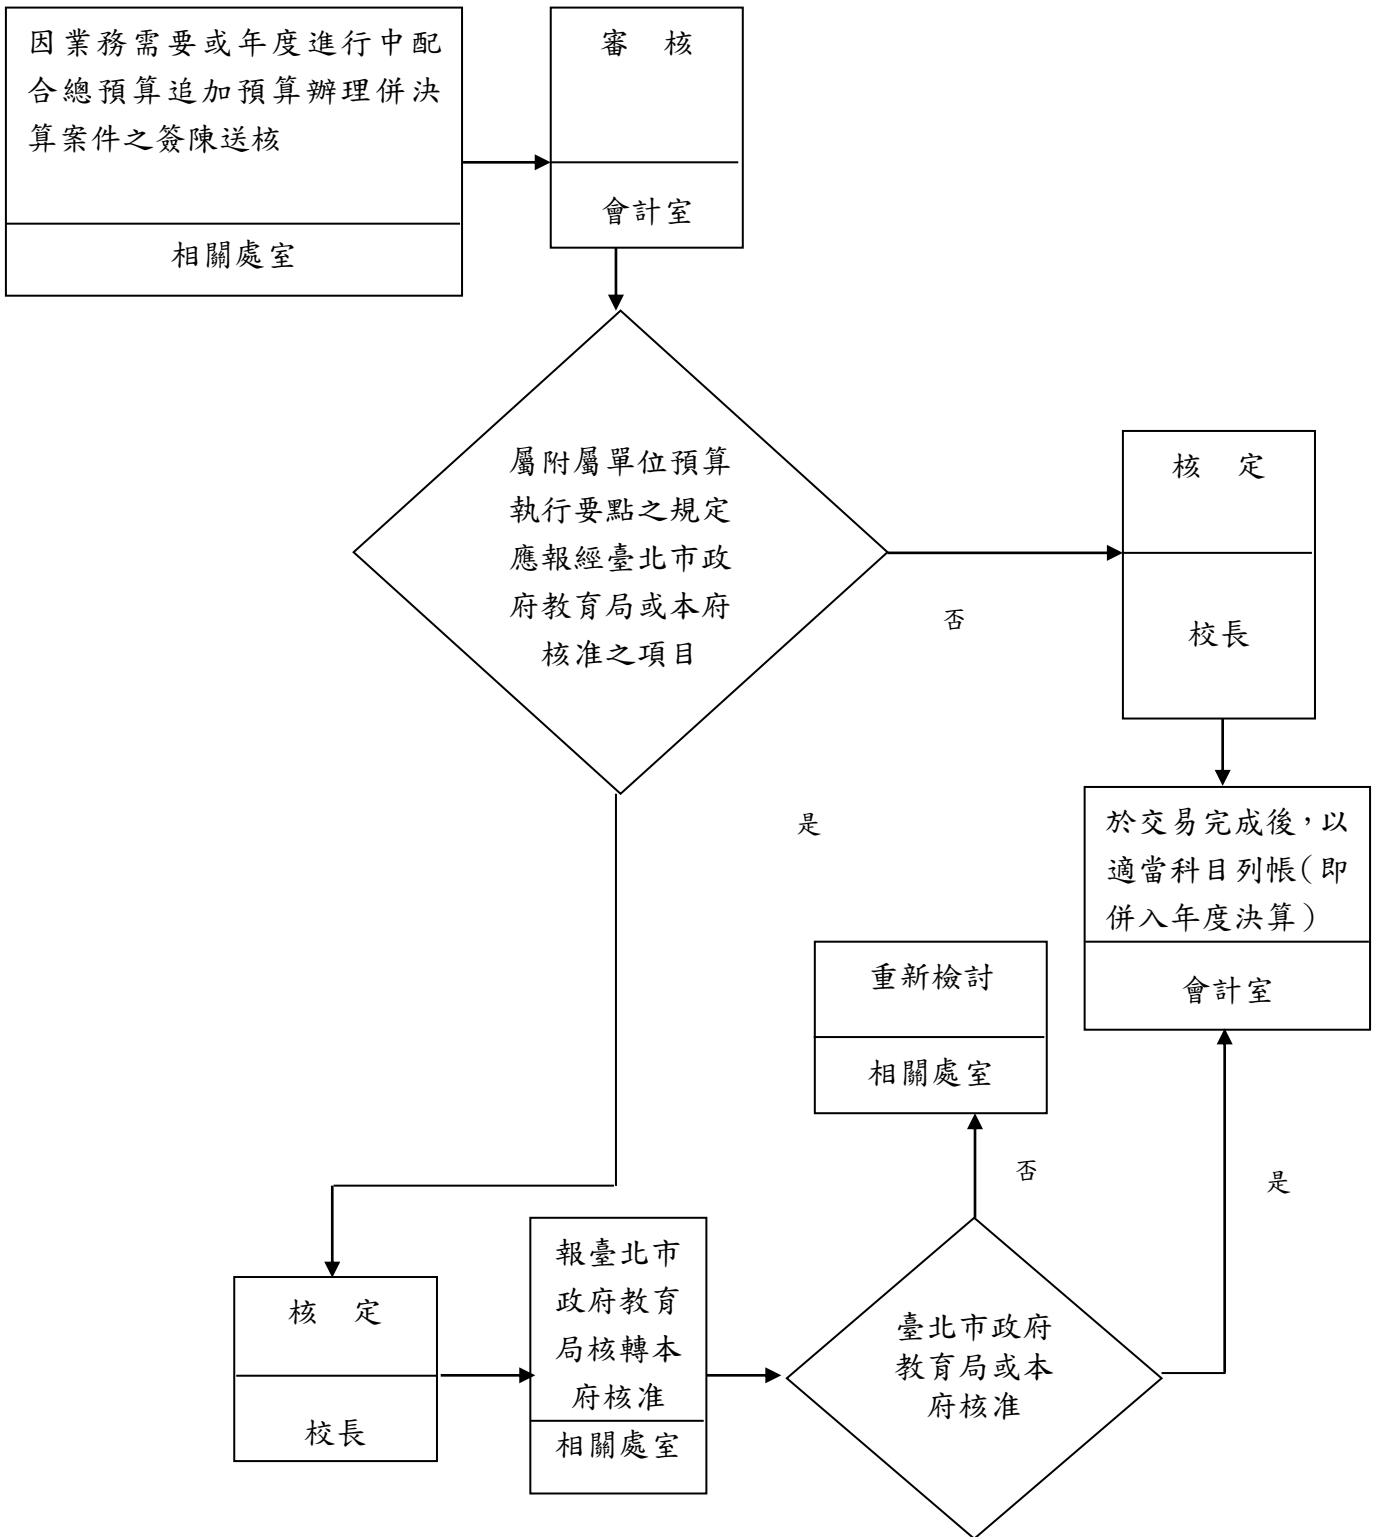 因業務需要或年度進行中配
合總預算追加預算辦理併決
算案件之簽陳送核
相關處室
審　核
會計室
屬附屬單位預算
執行要點之規定
應報經臺北市政
府教育局或本府
核准之項目
否
核　定
校長
是
於交易完成後，以
適當科目列帳(即
併入年度決算)
會計室
重新檢討
相關處室
否
是
核　定
校長
報臺北市
政府教育
局核轉本
府核准
相關處室
臺北市政府
教育局或本
府核准